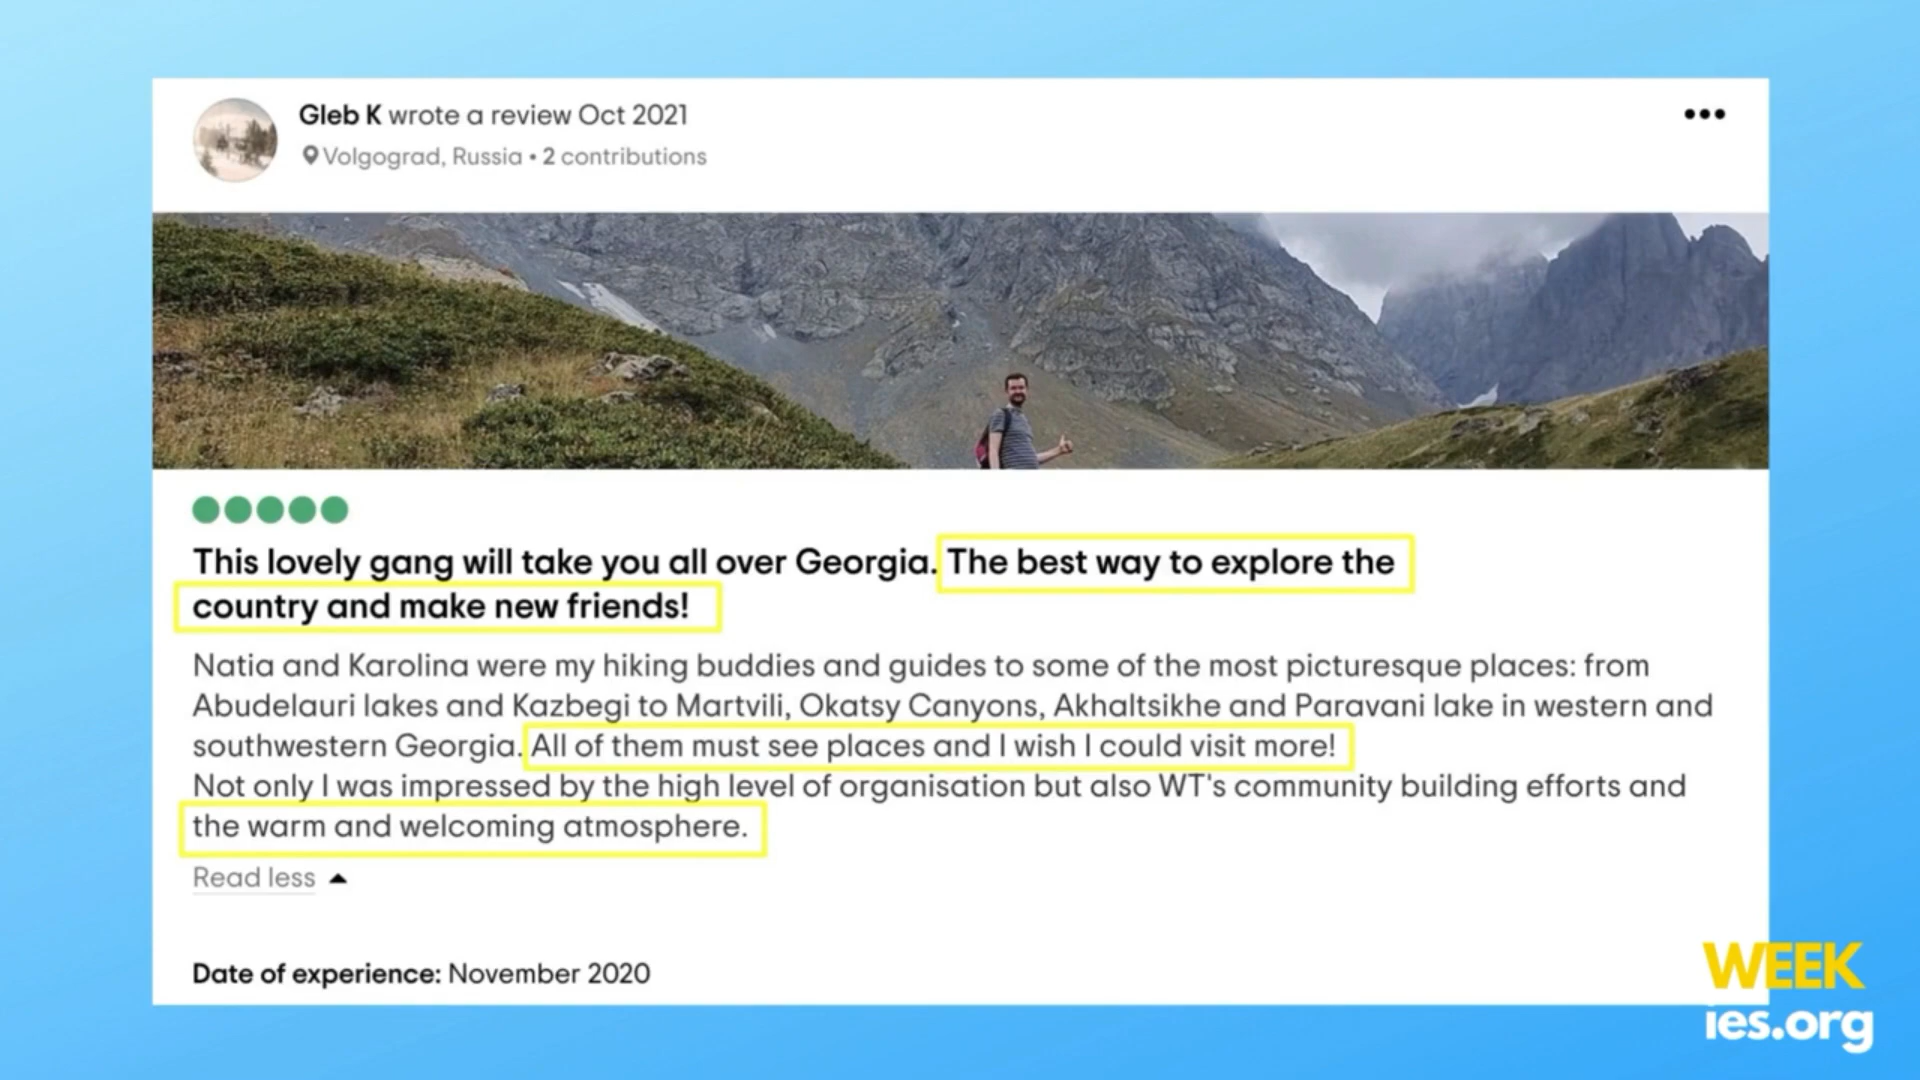 Gleb K wrote a review Oct 2021
Volgograd, Russia • 2 contributions
This lovely gang will take you all over Georgia. The best way to explore the
country and make new friends!
Natia and Karolina were my hiking buddies and guides to some of the most picturesque places: from
Abudelauri lakes and Kazbegi to Martvili, Okatsy Canyons, Akhaltsikhe and Paravani lake in western and
southwestern Georgia. All of them must see places and I wish I could visit more!
Not only I was impressed by the high level of organisation but also WT's community building efforts and
the warm and welcoming atmosphere.
Read less
Date of experience: November 2020
WEEK
ies.org